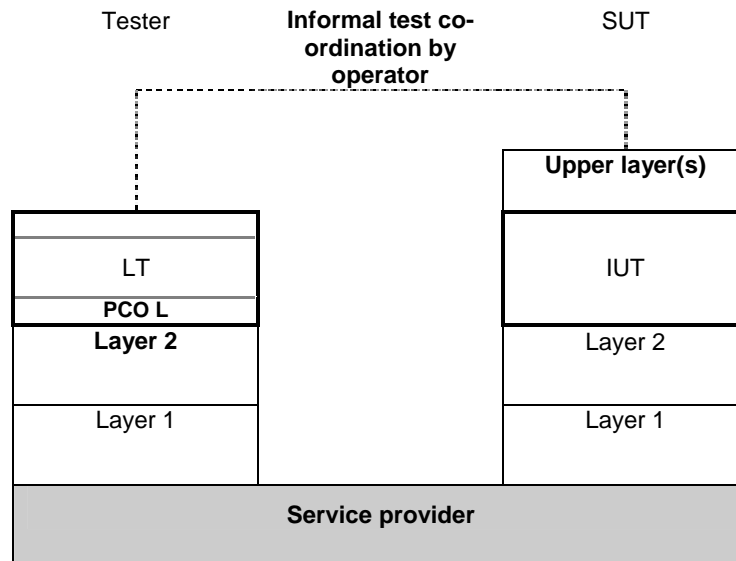 Tester
Informal test co-
ordination by
operator
SUT
Upper layer(s)
LT
IUT
PCO L
Layer 2
Layer 2
Layer 1
Layer 1
Service provider